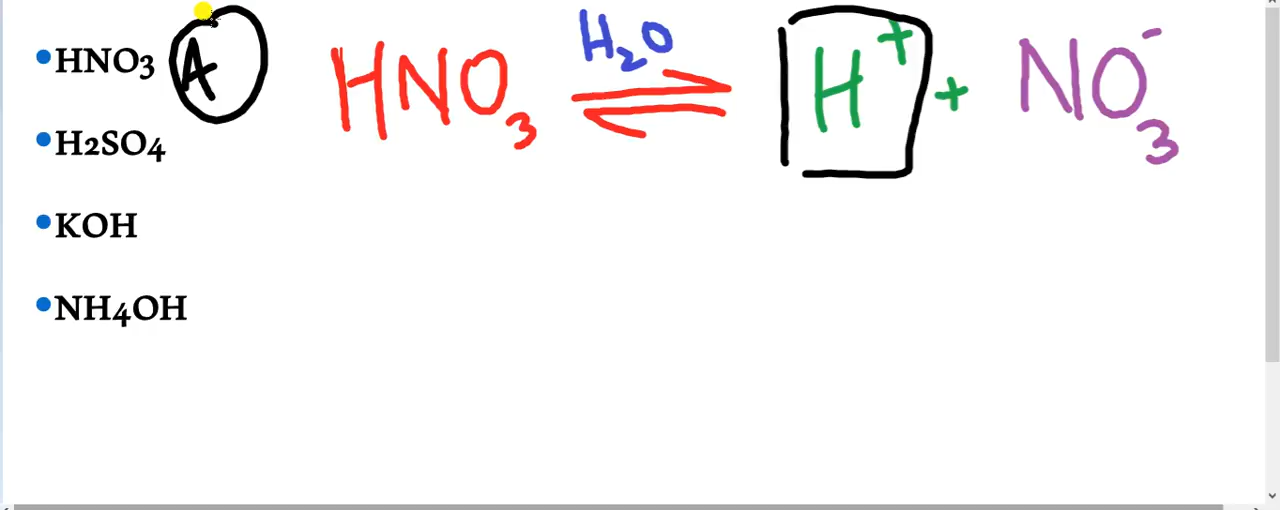 •HNO3 A HNO₃ H₂O ⇌ H⁺ + NO₃⁻
•H2SO4
•KOH
•NH4OH